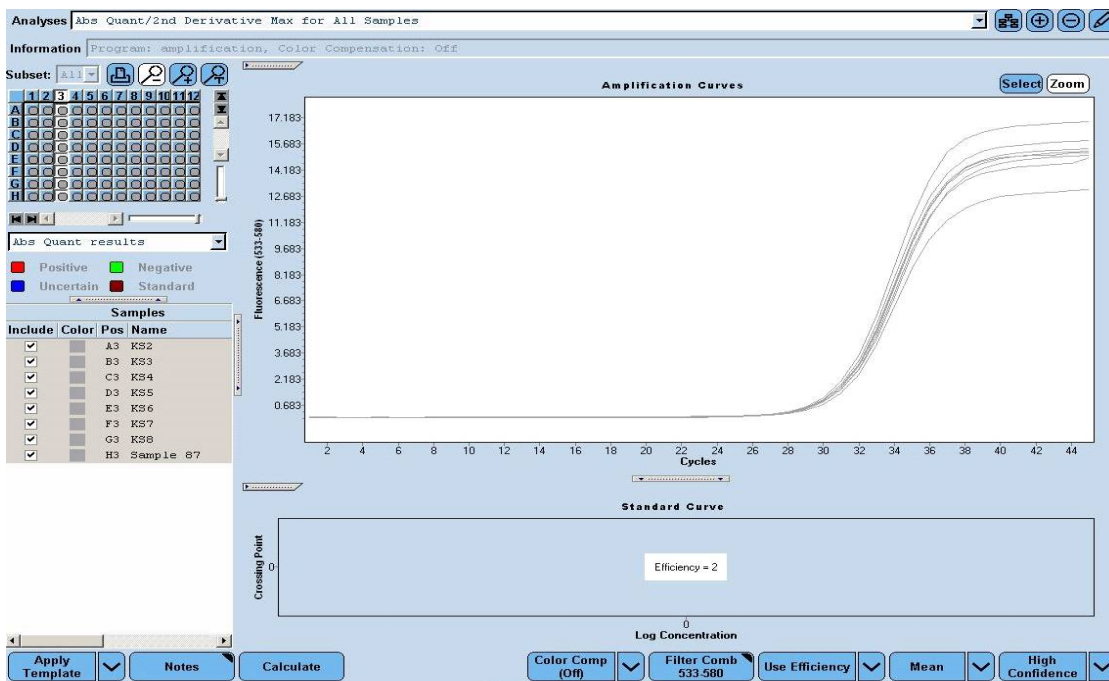 Analyses Abs Quant/2nd Derivative Max for All Samples
Information Program: amplification, Color Compensation: Off
Subset: All
1 2 3 4 5 6 7 8 9 10 11 12
A
B
C
D
E
F
G
H
Abs Quant results
Positive Negative
Uncertain Standard
Samples
Include Color Pos Name
A3 KS2
B3 KS3
C3 KS4
D3 KS5
E3 KS6
F3 KS7
G3 KS8
H3 Sample 87
Amplification Curves
Select Zoom
Fluorescence (533-580)
17.183
15.683
14.183
12.683
11.183
9.683
8.183
6.683
5.183
3.683
2.183
0.683
2 4 6 8 10 12 14 16 18 20 22 24 26 28 30 32 34 36 38 40 42 44
Cycles
Standard Curve
Crossing Point
0
Efficiency = 2
0
Log Concentration
Apply Template
Notes
Calculate
Color Comp (Off)
Filter Comb 533-580
Use Efficiency
Mean
High Confidence